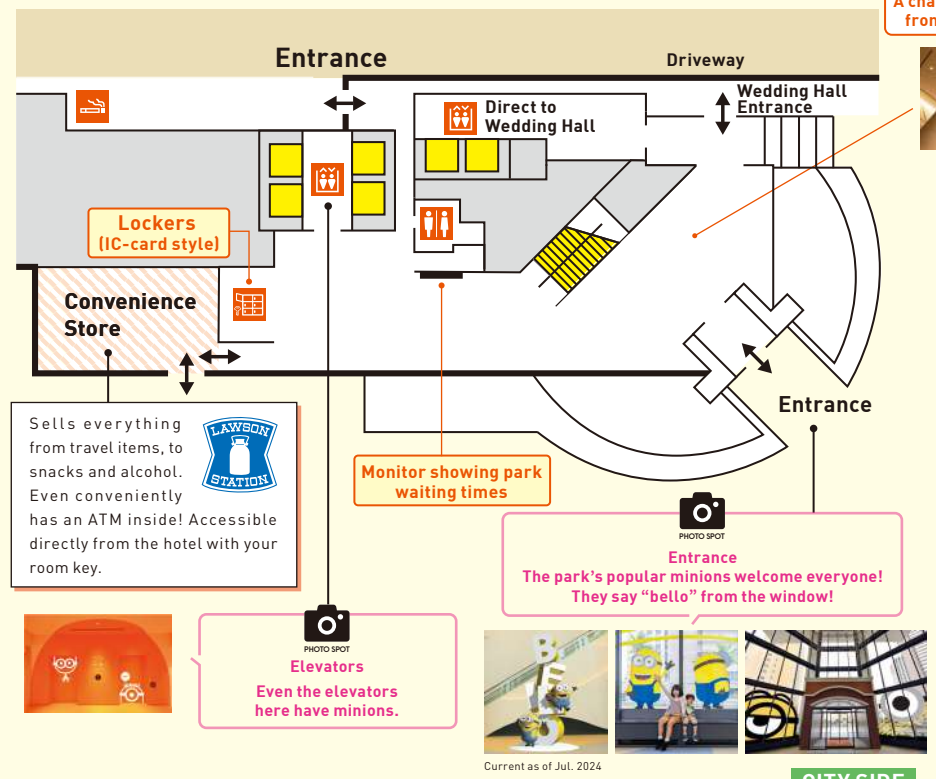 A cha
fron
Entrance
Driveway
Wedding Hall
Entrance
Direct to
Wedding Hall
Lockers
(IC-card style)
Convenience
Store
Entrance
Sells everything
from travel items, to
snacks and alcohol.
Even conveniently
has an ATM inside! Accessible
directly from the hotel with your
room key.
LAWSON
STATION
Monitor showing park
waiting times
PHOTO SPOT
Entrance
The park's popular minions welcome everyone!
They say “bello” from the window!
PHOTO SPOT
Elevators
Even the elevators
here have minions.
Current as of Jul. 2024
CITY SIDE